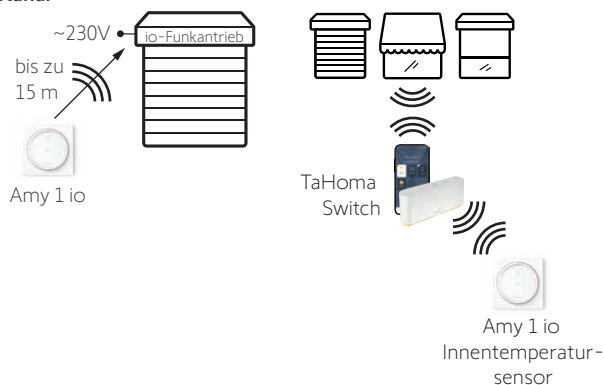 ~230V
io-Funkantrieb
bis zu
15 m
Amy 1 io
TaHoma
Switch
Amy 1 io
Innentemperatur-
sensor